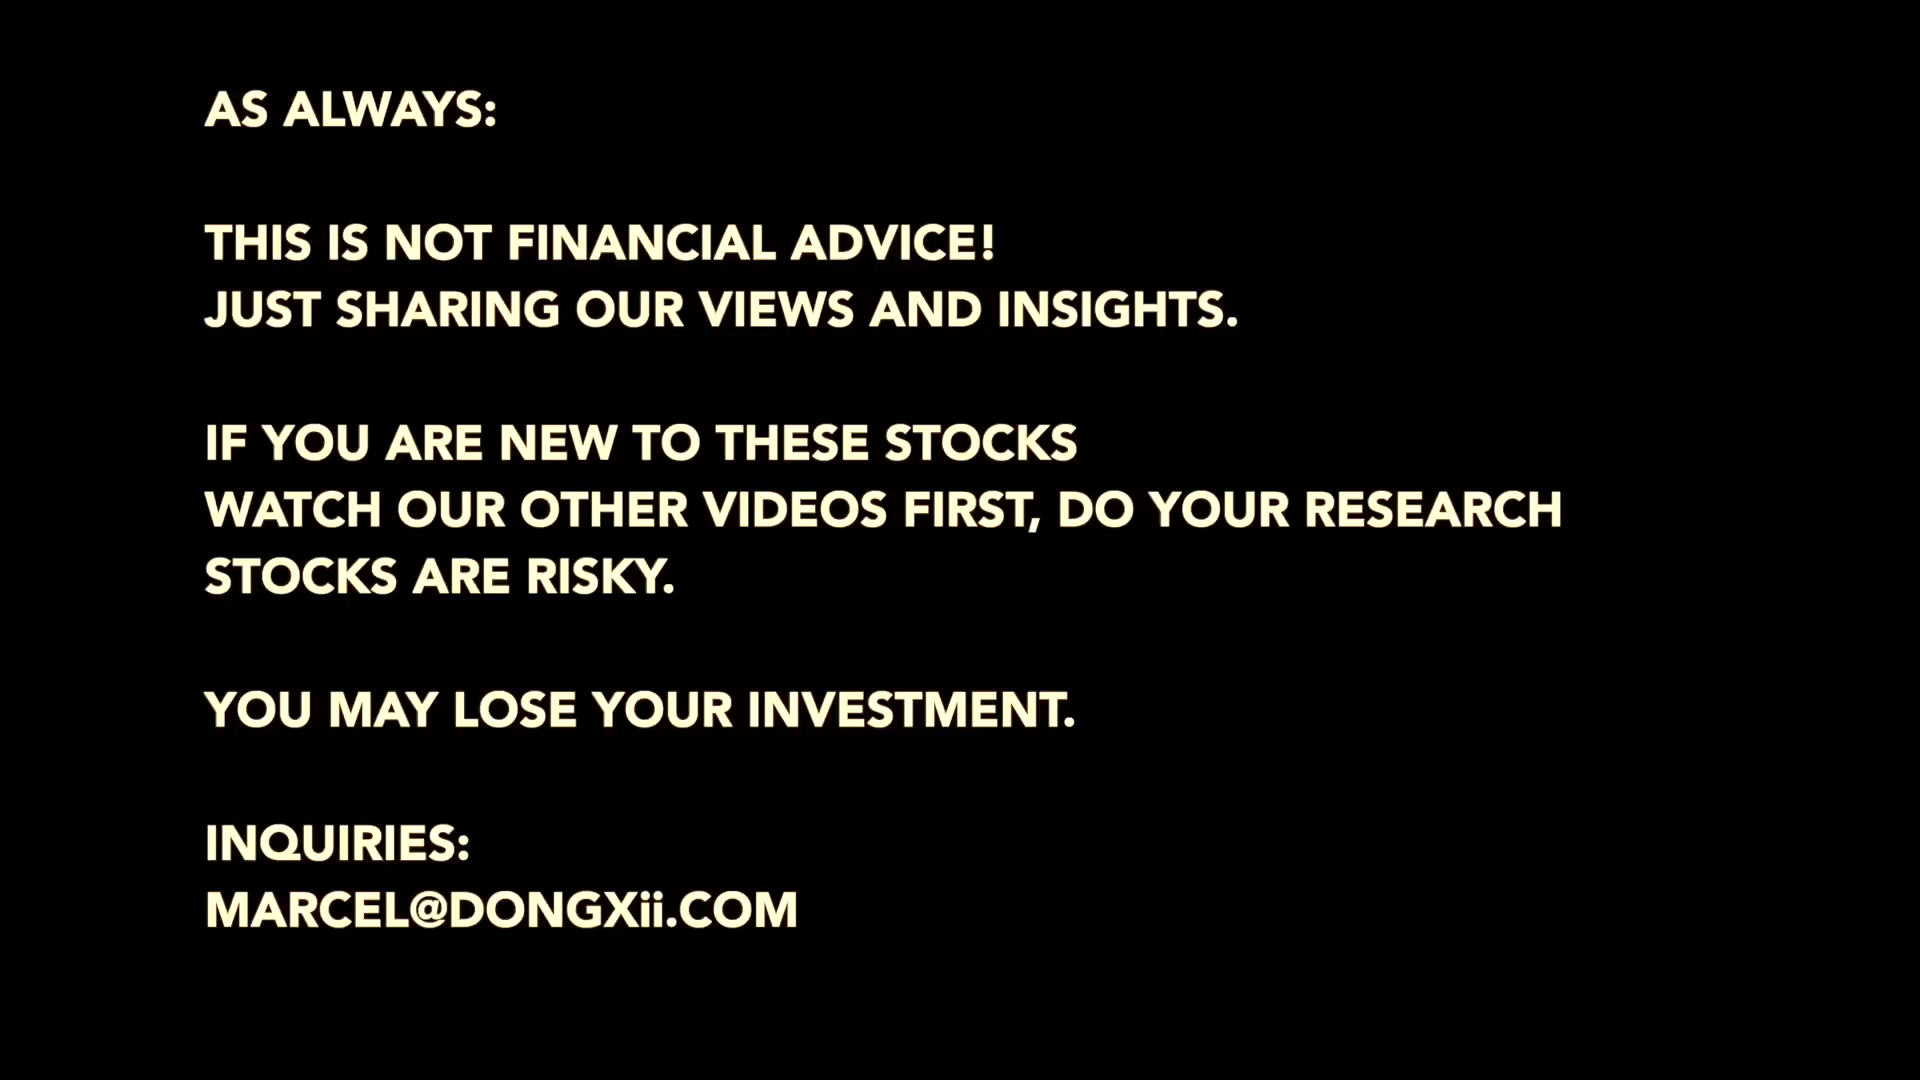 AS ALWAYS:
THIS IS NOT FINANCIAL ADVICE!
JUST SHARING OUR VIEWS AND INSIGHTS.
IF YOU ARE NEW TO THESE STOCKS
WATCH OUR OTHER VIDEOS FIRST, DO YOUR RESEARCH
STOCKS ARE RISKY.
YOU MAY LOSE YOUR INVESTMENT.
INQUIRIES:
MARCEL@DONGXii.COM